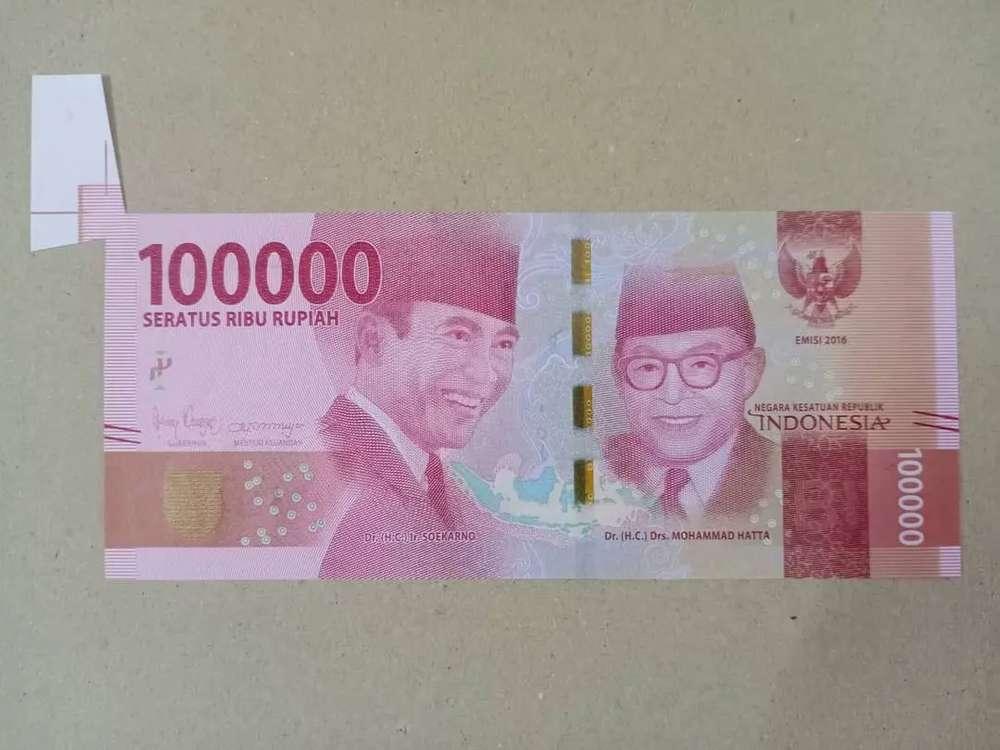 100000
SERATUS RIBU RUPIAH
EMISI 2016
NEGARA KESATUAN REPUBLIK
INDONESIA
GUBERNUR
MENTERI KEUANGAN
100000
Dr. (H.C.) Ir. SOEKARNO
Dr. (H.C.) Drs. MOHAMMAD HATTA